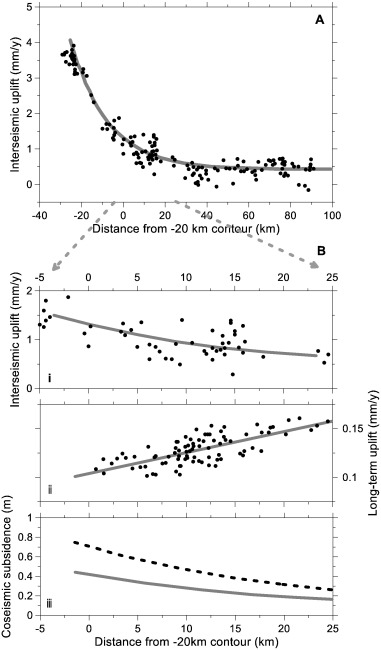 A
5
4
3
2
1
0
Interseismic uplift (mm/y)
-40 -20 0 20 40 60 80 100
Distance from -20 km contour (km)
B
-5 -4 0 5 10 15 20 25
2
1
0
Interseismic uplift (mm/y)
i
0.15
0.1
Long-term uplift (mm/y)
ii
1
0.8
0.6
0.4
0.2
0
Coseismic subsidence (m)
iii
-5 -4 0 5 10 15 20 25
Distance from -20km contour (km)